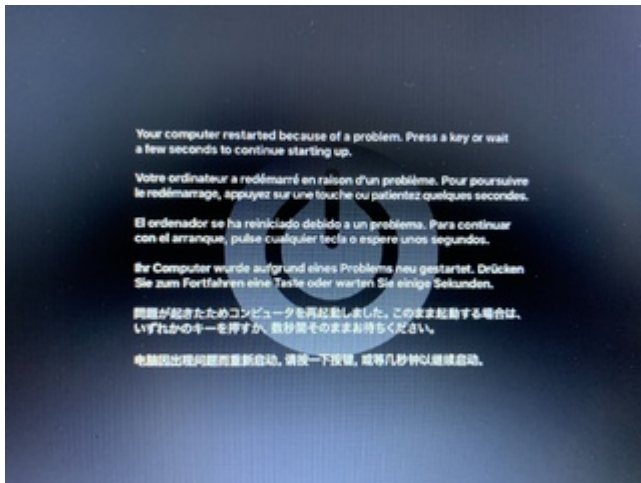 Your computer restarted because of a problem. Press a key or wait
a few seconds to continue starting up.
Votre ordinateur a redémarré en raison d'un problème. Pour poursuivre
le redémarrage, appuyez sur une touche ou patientez quelques secondes.
El ordenador se ha reiniciado debido a un problema. Para continuar
con el arranque, pulse cualquier tecla o espere unos segundos.
Ihr Computer wurde aufgrund eines Problems neu gestartet. Drücken
Sie zum Fortfahren eine Taste oder warten Sie einige Sekunden.
問題が起きたためコンピュータを再起動しました。このまま起動する場合は、
いずれかのキーを押すか、数秒間そのままお待ちください。
电脑因出现问题而重新启动。请按一下按键，或等几秒钟以继续启动。